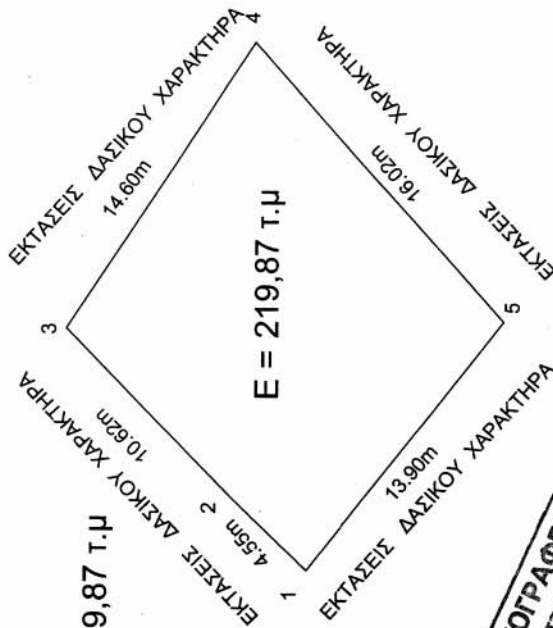 ΕΚΤΑΣΕΙΣ ΔΑΣΙΚΟΥ ΧΑΡΑΚΤΗΡΑ
4
14.60m
3
ΕΚΤΑΣΕΙΣ ΔΑΣΙΚΟΥ ΧΑΡΑΚΤΗΡΑ
10.62m
2
4.55m
1
E = 219,87 τ.μ
ΕΚΤΑΣΕΙΣ ΔΑΣΙΚΟΥ ΧΑΡΑΚΤΗΡΑ
16.02m
5
13.90m
ΕΚΤΑΣΕΙΣ ΔΑΣΙΚΟΥ ΧΑΡΑΚΤΗΡΑ
9,87 τ.μ